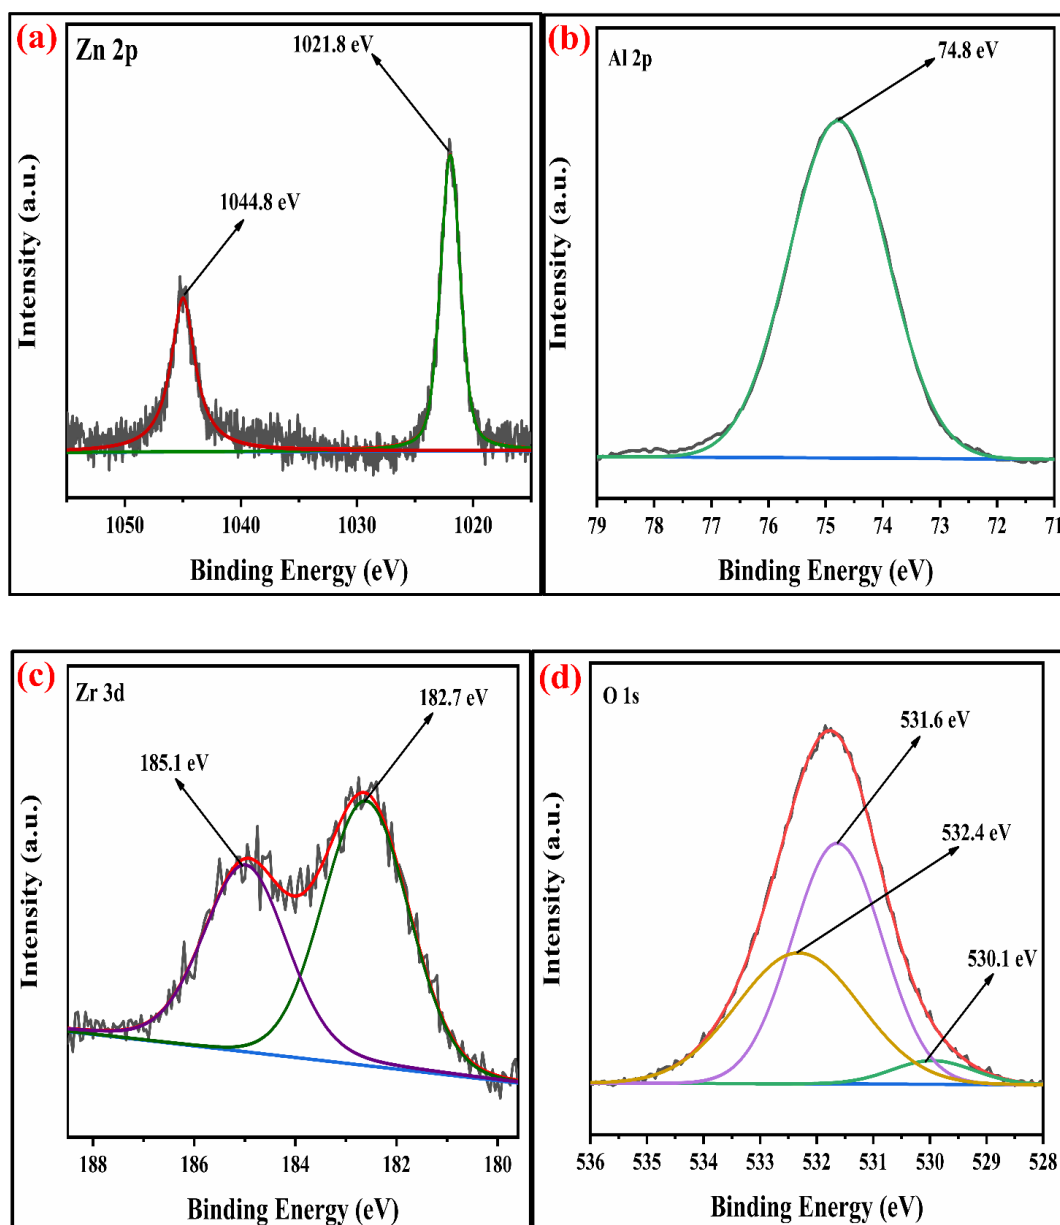 (a)
Zn 2p
1021.8 eV
1044.8 eV
Intensity (a.u.)
1050 1040 1030 1020
Binding Energy (eV)
(b)
Al 2p
74.8 eV
Intensity (a.u.)
79 78 77 76 75 74 73 72 71
Binding Energy (eV)
(c)
Zr 3d
182.7 eV
185.1 eV
Intensity (a.u.)
188 186 184 182 180
Binding Energy (eV)
(d)
O 1s
531.6 eV
532.4 eV
530.1 eV
Intensity (a.u.)
536 535 534 533 532 531 530 529 528
Binding Energy (eV)